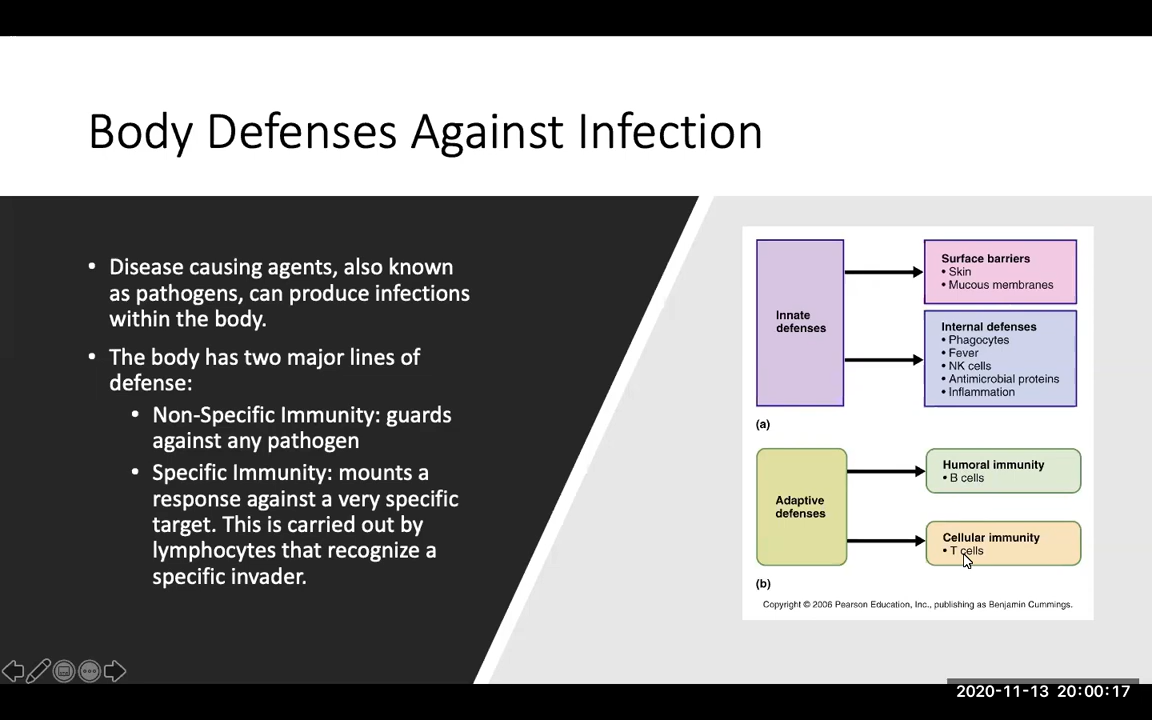 Body Defenses Against Infection
• Disease causing agents, also known
as pathogens, can produce infections
within the body.
• The body has two major lines of
defense:
• Non-Specific Immunity: guards
against any pathogen
• Specific Immunity: mounts a
response against a very specific
target. This is carried out by
lymphocytes that recognize a
specific invader.
Innate
defenses
Surface barriers
• Skin
• Mucous membranes
Internal defenses
• Phagocytes
• Fever
• NK cells
• Antimicrobial proteins
• Inflammation
(a)
Adaptive
defenses
Humoral immunity
• B cells
Cellular immunity
• T cells
(b)
Copyright © 2006 Pearson Education, Inc., publishing as Benjamin Cummings.
2020-11-13 20:00:17